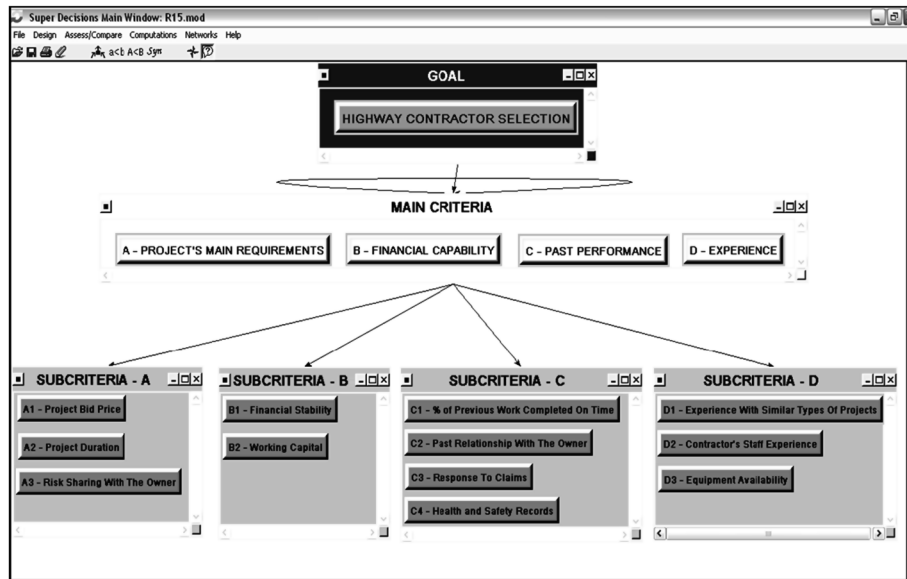 Super Decisions Main Window: R15.mod
File Design Assess/Compare Computations Networks Help
a<b A<B Syn
GOAL
HIGHWAY CONTRACTOR SELECTION
MAIN CRITERIA
A - PROJECT'S MAIN REQUIREMENTS
B - FINANCIAL CAPABILITY
C - PAST PERFORMANCE
D - EXPERIENCE
SUBCRITERIA - A
A1 - Project Bid Price
A2 - Project Duration
A3 - Risk Sharing With The Owner
SUBCRITERIA - B
B1 - Financial Stability
B2 - Working Capital
SUBCRITERIA - C
C1 - % of Previous Work Completed On Time
C2 - Past Relationship With The Owner
C3 - Response To Claims
C4 - Health and Safety Records
SUBCRITERIA - D
D1 - Experience With Similar Types Of Projects
D2 - Contractor's Staff Experience
D3 - Equipment Availability